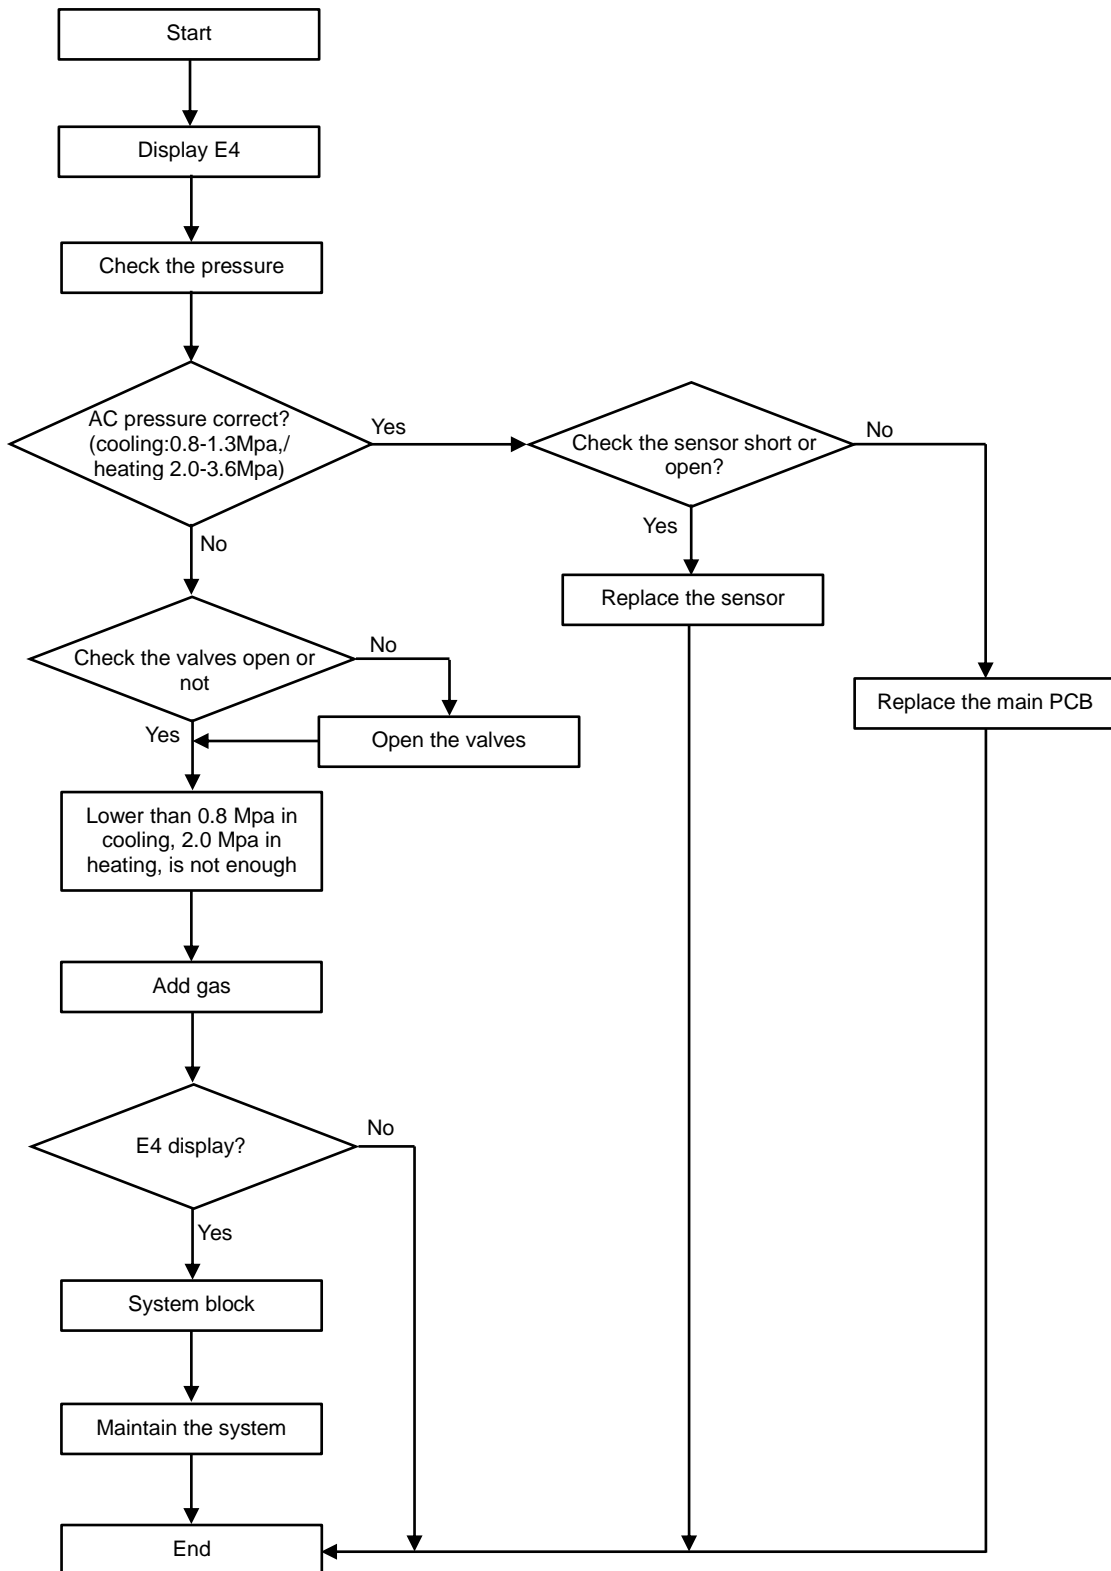 Start
Display E4
Check the pressure
AC pressure correct?
(cooling:0.8-1.3Mpa,/
heating 2.0-3.6Mpa)
Yes
Check the sensor short or
open?
No
No
Yes
Replace the sensor
Check the valves open or
not
No
Replace the main PCB
Yes
Open the valves
Lower than 0.8 Mpa in
cooling, 2.0 Mpa in
heating, is not enough
Add gas
E4 display?
No
Yes
System block
Maintain the system
End